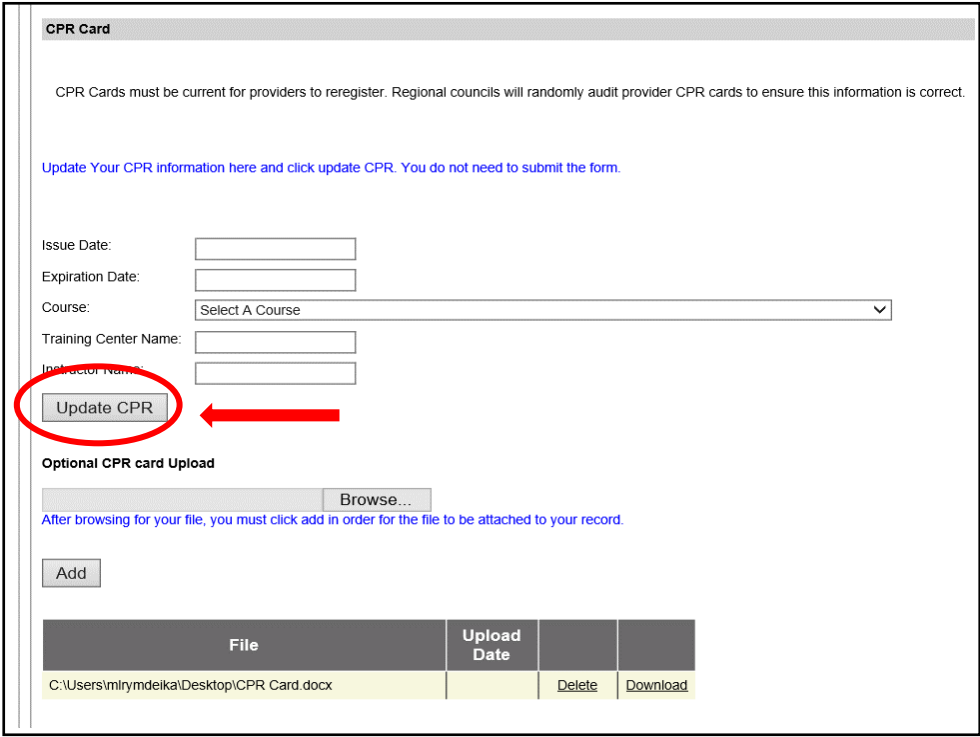 CPR Card
CPR Cards must be current for providers to reregister. Regional councils will randomly audit provider CPR cards to ensure this information is correct.
Update Your CPR information here and click update CPR. You do not need to submit the form.
Issue Date:
Expiration Date:
Course: Select A Course
Training Center Name:
Instructor Name:
Update CPR
Optional CPR card Upload
Browse...
After browsing for your file, you must click add in order for the file to be attached to your record.
Add
File Upload Date
C:\Users\mlrymdeika\Desktop\CPR Card.docx Delete Download